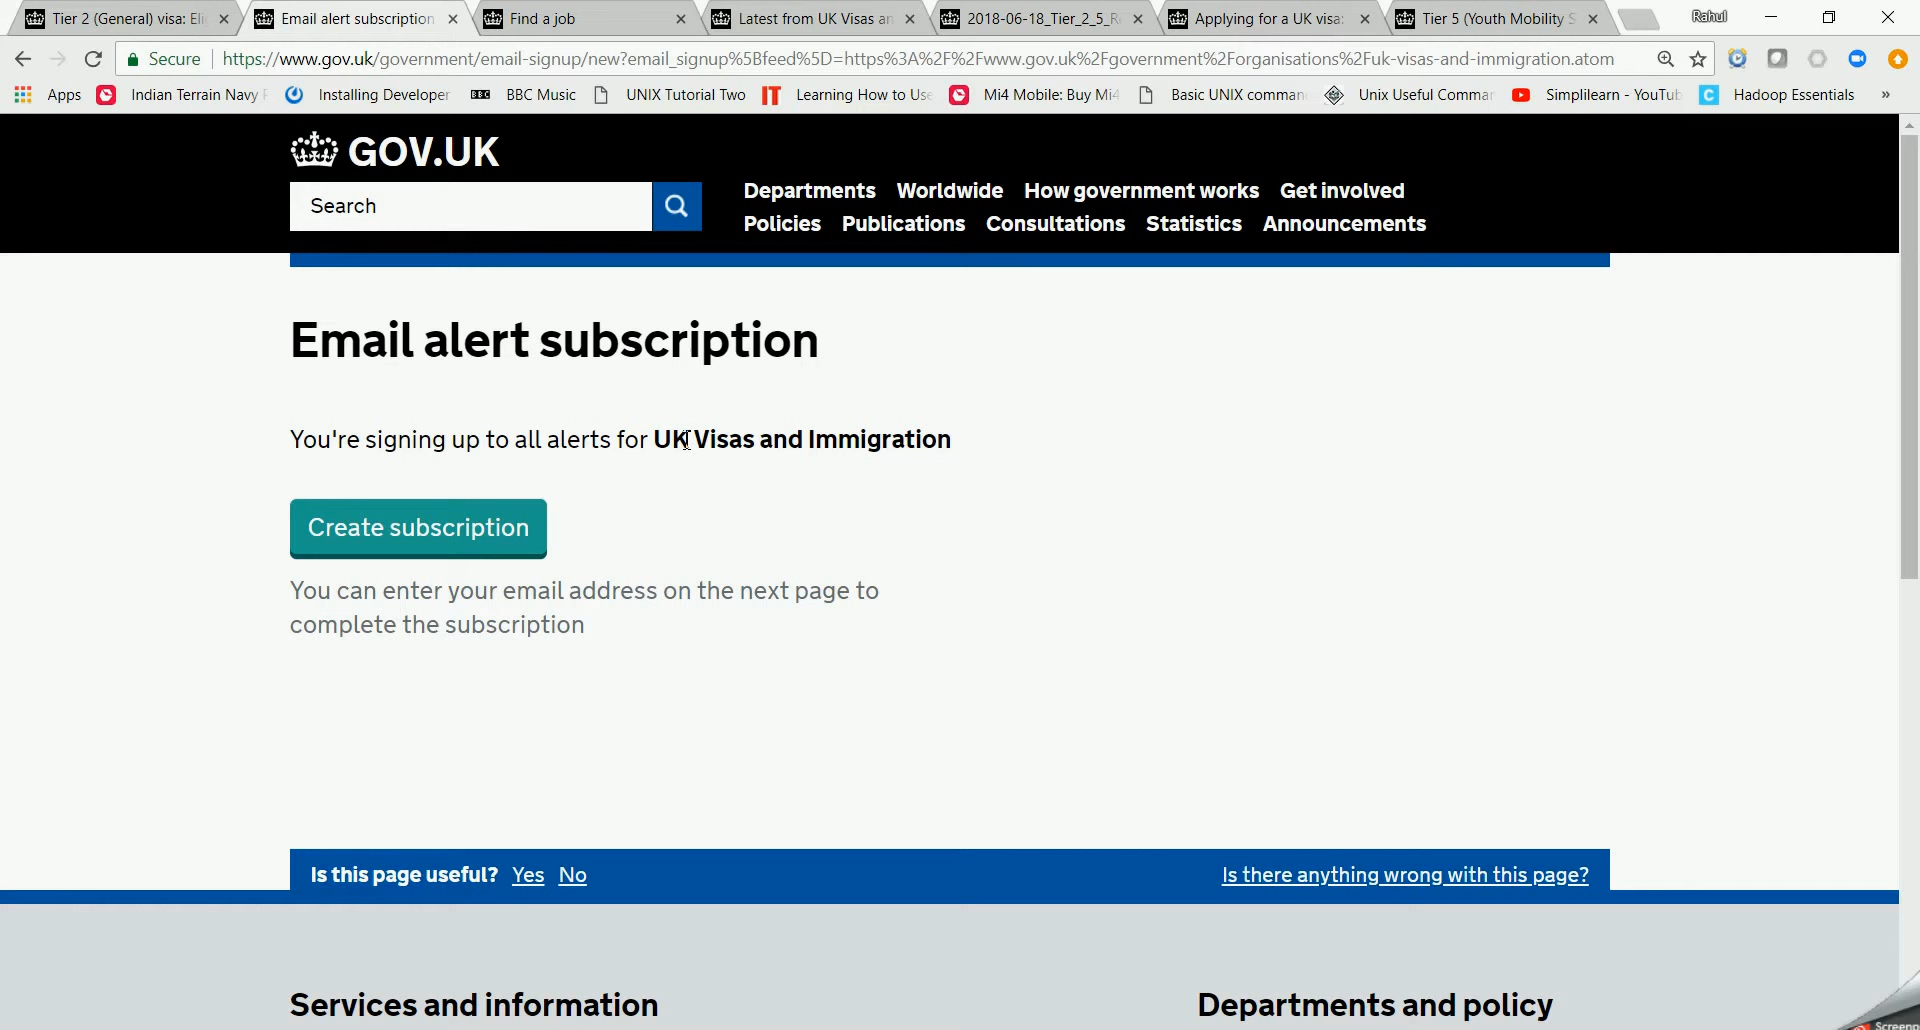 Tier 2 (General) visa: Eli
Email alert subscription
Find a job
Latest from UK Visas an
2018-06-18_Tier_2_5_R
Applying for a UK visa:
Tier 5 (Youth Mobility S
Rahul
Secure
https://www.gov.uk/government/email-signup/new?email_signup%5Bfeed%5D=https%3A%2F%2Fwww.gov.uk%2Fgovernment%2Forganisations%2Fuk-visas-and-immigration.atom
Apps
Indian Terrain Navy
Installing Developer
BBC
BBC Music
UNIX Tutorial Two
IT
Learning How to Use
Mi4 Mobile: Buy Mi4
Basic UNIX comman
Unix Useful Comma
Simplilearn - YouTub
C
Hadoop Essentials
»
GOV.UK
Search
Departments Worldwide How government works Get involved
Policies Publications Consultations Statistics Announcements
Email alert subscription
You're signing up to all alerts for UK Visas and Immigration
Create subscription
You can enter your email address on the next page to
complete the subscription
Is this page useful? Yes No
Is there anything wrong with this page?
Services and information
Departments and policy